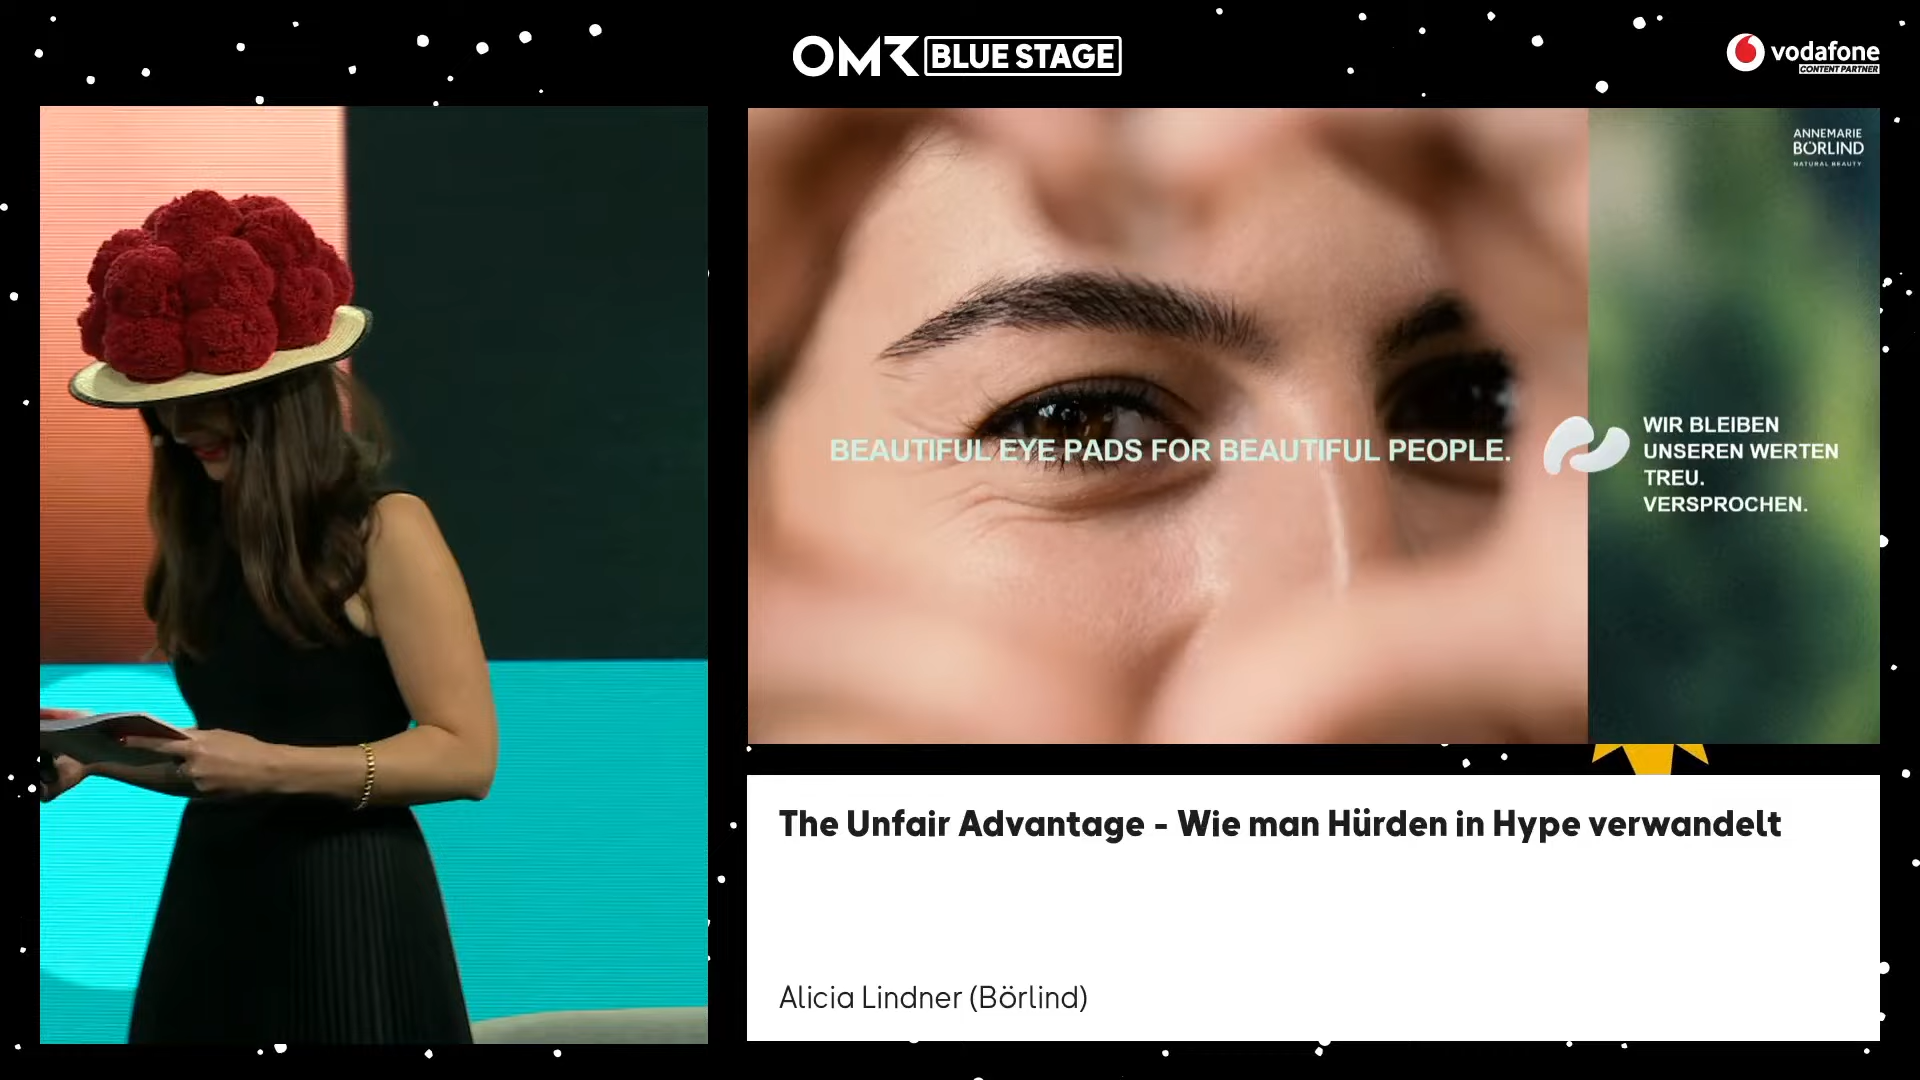 OMR BLUE STAGE
vodafone
CONTENT PARTNER
ANNEMARIE
BÖRLIND
NATURAL BEAUTY
BEAUTIFUL EYE PADS FOR BEAUTIFUL PEOPLE.
WIR BLEIBEN
UNSEREN WERTEN
TREU.
VERSPROCHEN.
The Unfair Advantage - Wie man Hürden in Hype verwandelt
Alicia Lindner (Börlind)